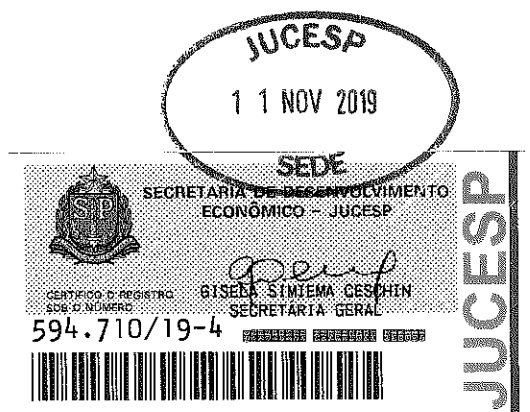 JUCESP
1 1 NOV 2019
SEDE
SECRETARIA DE DESENVOLVIMENTO
ECONÔMICO - JUCESP
SP
CERTIFICO O REGISTRO
SOB O NÚMERO
GISELA SIMIEMA CESCHIN
SECRETÁRIA GERAL
594.710/19-4
JUCESP